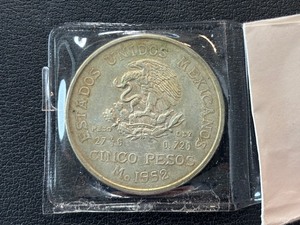 ESTADOS UNIDOS MEXICANOS
CINCO PESOS
Mo 1952